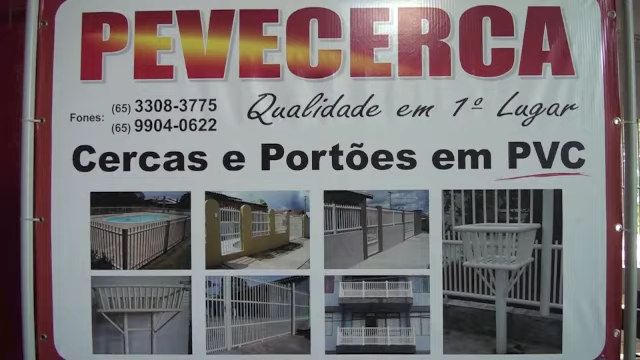 PEVECERCA
Fones: (65) 3308-3775
(65) 9904-0622
Qualidade em 1º Lugar
Cercas e Portões em PVC